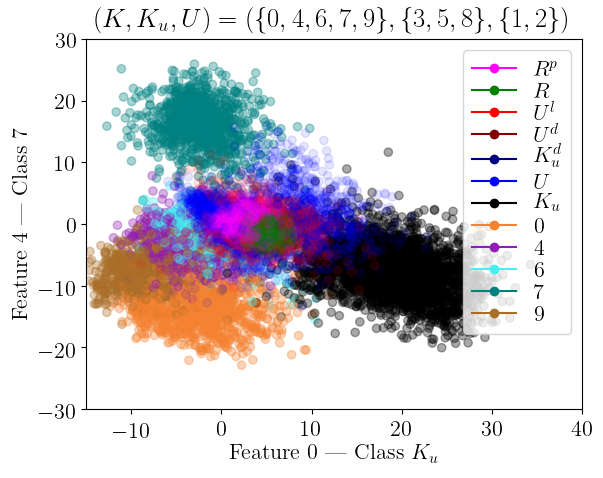 (K, K_u, U) = ({0, 4, 6, 7, 9}, {3, 5, 8}, {1, 2})
30
20
10
0
−10
−20
−30
Feature 4 — Class 7
−10
0
10
20
30
40
Feature 0 — Class K_u
R^p
R
U^l
U^d
K_u^d
U
K_u
0
4
6
7
9